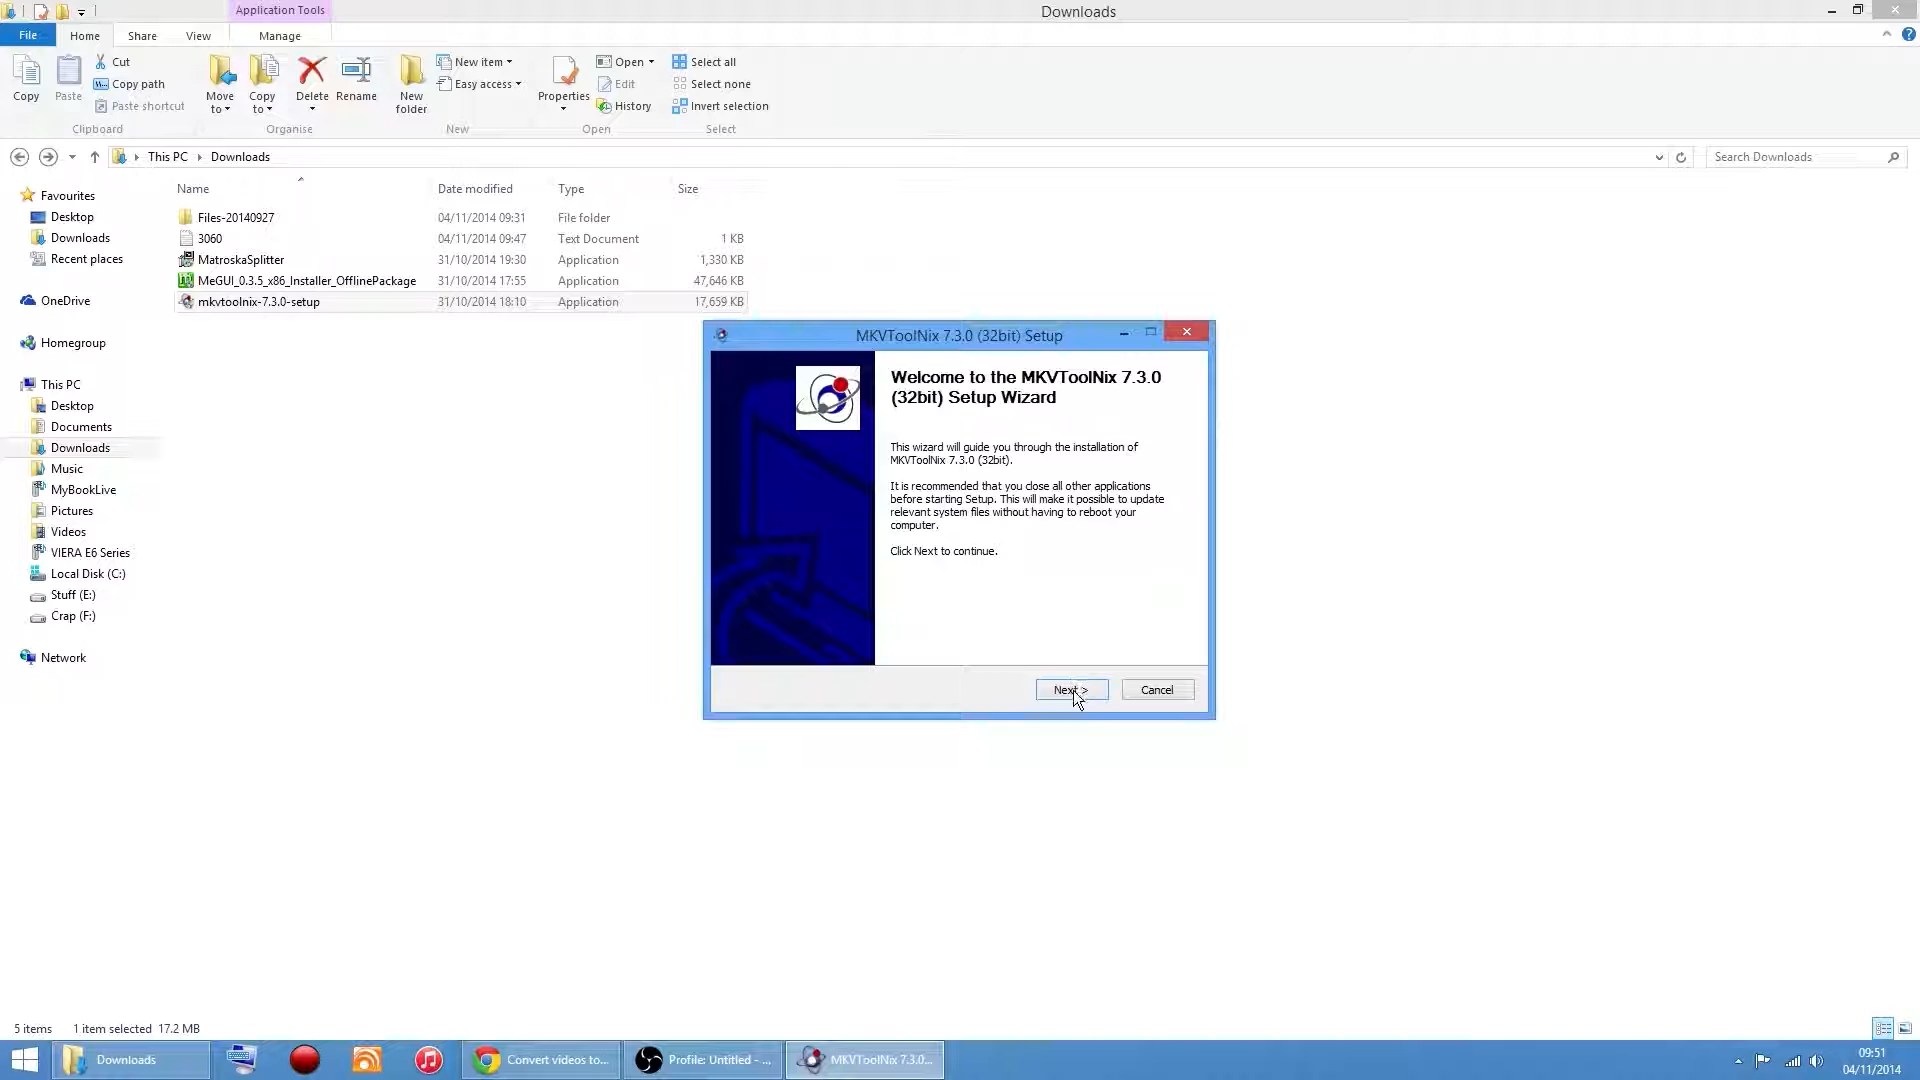 Application Tools
Downloads
File Home Share View Manage
Copy
Paste
Cut
Copy path
Paste shortcut
Clipboard
Move to
Copy to
Delete
Rename
Organise
New folder
New item
Easy access
New
Properties
Open
Edit
History
Open
Select all
Select none
Invert selection
Select
This PC Downloads
Search Downloads
Name Date modified Type Size
Files-20140927 04/11/2014 09:31 File folder
3060 04/11/2014 09:47 Text Document 1 KB
MatroskaSplitter 31/10/2014 19:30 Application 1,330 KB
MeGUI_0.3.5_x86_Installer_OfflinePackage 31/10/2014 17:55 Application 47,646 KB
mkvtoolnix-7.3.0-setup 31/10/2014 18:10 Application 17,659 KB
Favourites
Desktop
Downloads
Recent places
OneDrive
Homegroup
This PC
Desktop
Documents
Downloads
Music
MyBookLive
Pictures
Videos
VIERA E6 Series
Local Disk (C:)
Stuff (E:)
Crap (F:)
Network
MKVToolNix 7.3.0 (32bit) Setup
Welcome to the MKVToolNix 7.3.0
(32bit) Setup Wizard
This wizard will guide you through the installation of
MKVToolNix 7.3.0 (32bit).
It is recommended that you close all other applications
before starting Setup. This will make it possible to update
relevant system files without having to reboot your
computer.
Click Next to continue.
Next >
Cancel
5 items 1 item selected 17.2 MB
Downloads
Convert videos to...
Profile: Untitled - ...
MKVToolNix 7.3.0...
09:51
04/11/2014